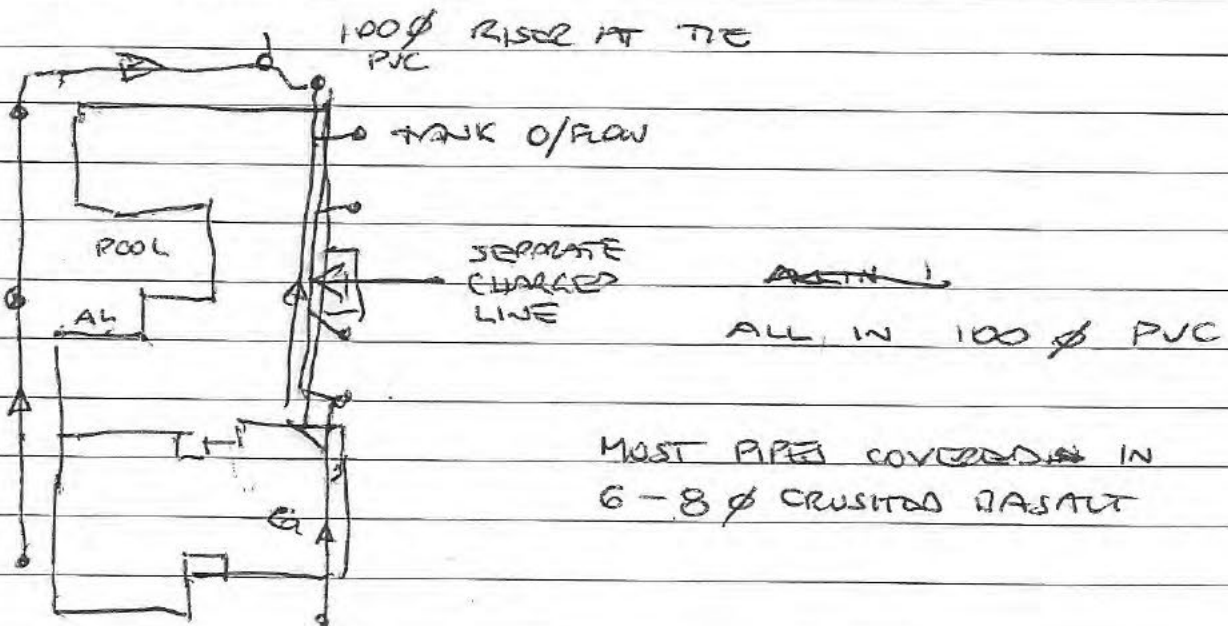 100 Ø RISER AT TIE
PVC
TANK O/FLOW
POOL
SEPARATE
CHARGED
LINE
ALL IN 100 Ø PVC
MOST PIPES COVERED IN
6-8 Ø CRUSHED BASALT